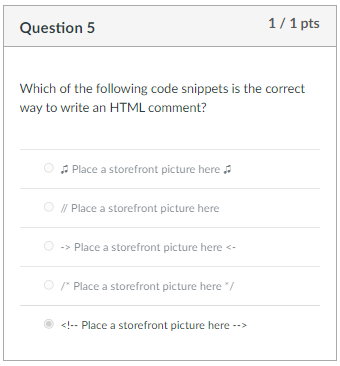 Question 5
1 / 1 pts
Which of the following code snippets is the correct
way to write an HTML comment?
♫ Place a storefront picture here ♫
// Place a storefront picture here
-> Place a storefront picture here <-
/* Place a storefront picture here */
<!-- Place a storefront picture here -->